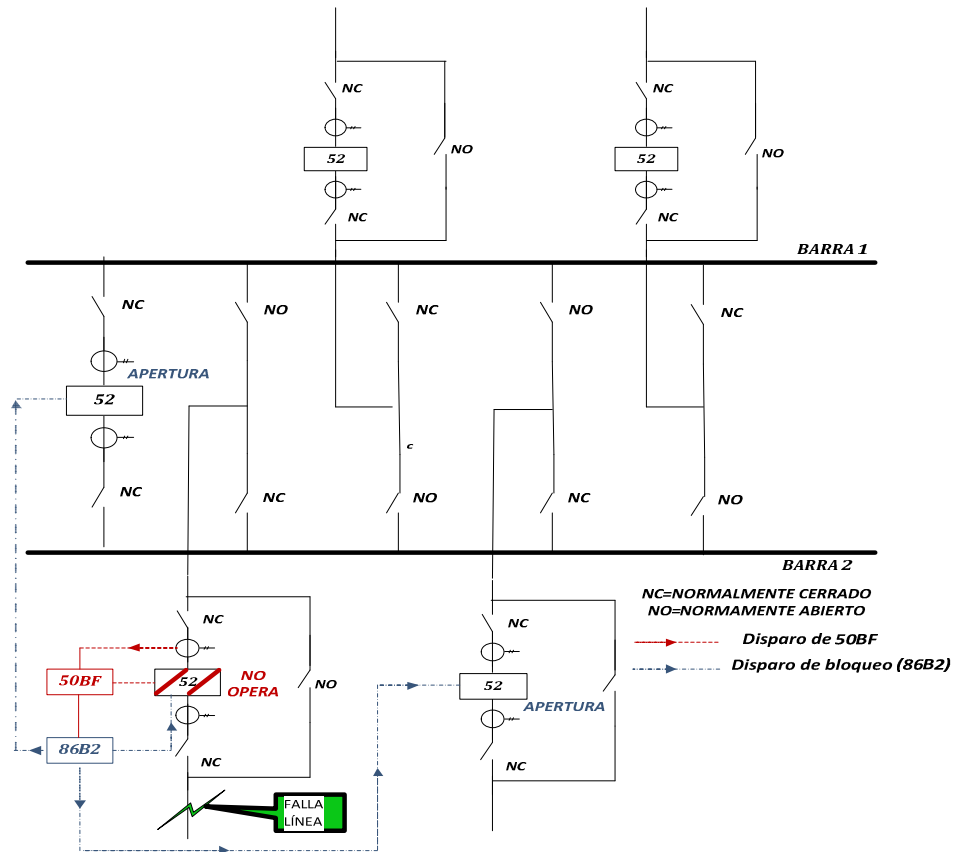 NC
NC
52
NO
52
NO
NC
NC
BARRA 1
NC
NO
NC
NO
NC
APERTURA
52
c
NC
NC
NO
NC
NO
BARRA 2
NC=NORMALMENTE CERRADO
NO=NORMAMENTE ABIERTO
NC
NC
Disparo de 50BF
Disparo de bloqueo (86B2)
50BF
52
NO
OPERA
NO
52
APERTURA
86B2
NC
NC
FALLA
LÍNEA